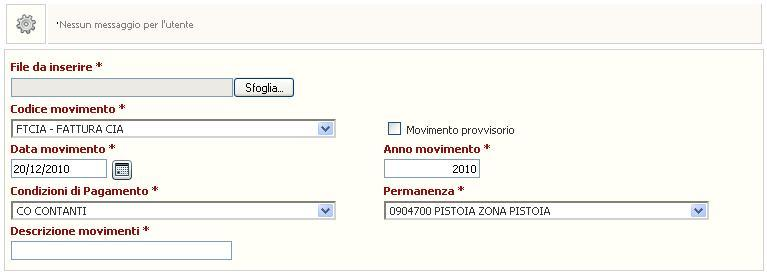 'Nessun messaggio per l'utente
File da inserire *
Sfoglia...
Codice movimento *
FTCIA - FATTURA CIA
Movimento provvisorio
Data movimento *
Anno movimento *
20/12/2010
2010
Condizioni di Pagamento *
Permanenza *
CO CONTANTI
0904700 PISTOIA ZONA PISTOIA
Descrizione movimenti *